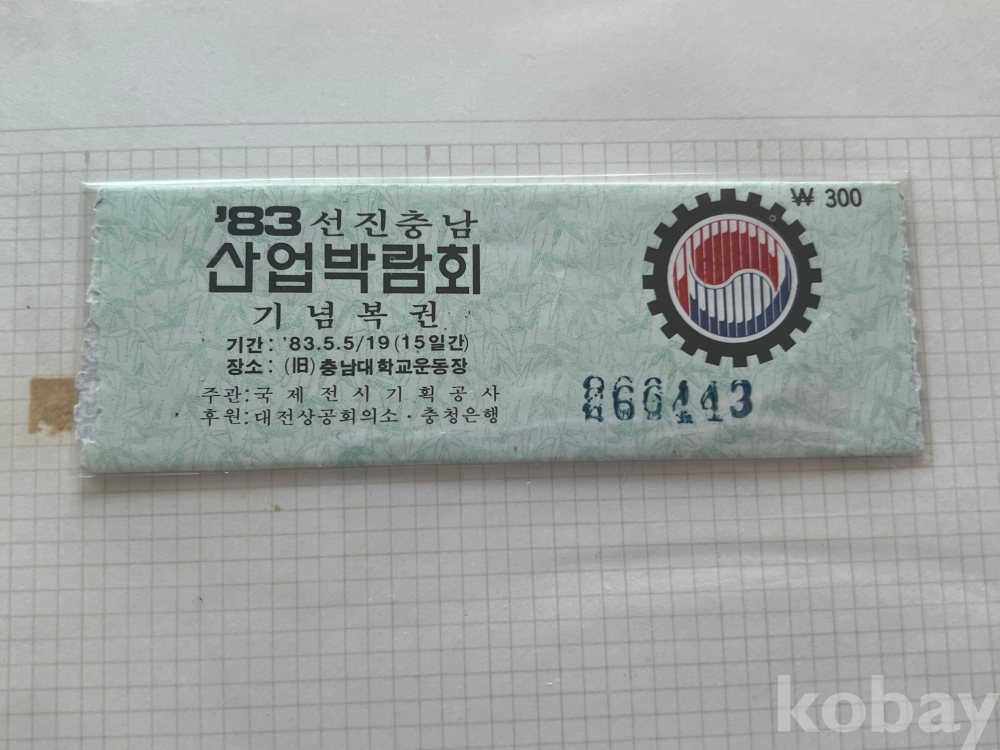 '83 선진충남
산업박람회
기념복권
기간: '83.5.5/19 (15일간)
장소: (旧) 충남대학교운동장
주관:국제전시기획공사
후원:대전상공회의소·충청은행
₩ 300
kobay